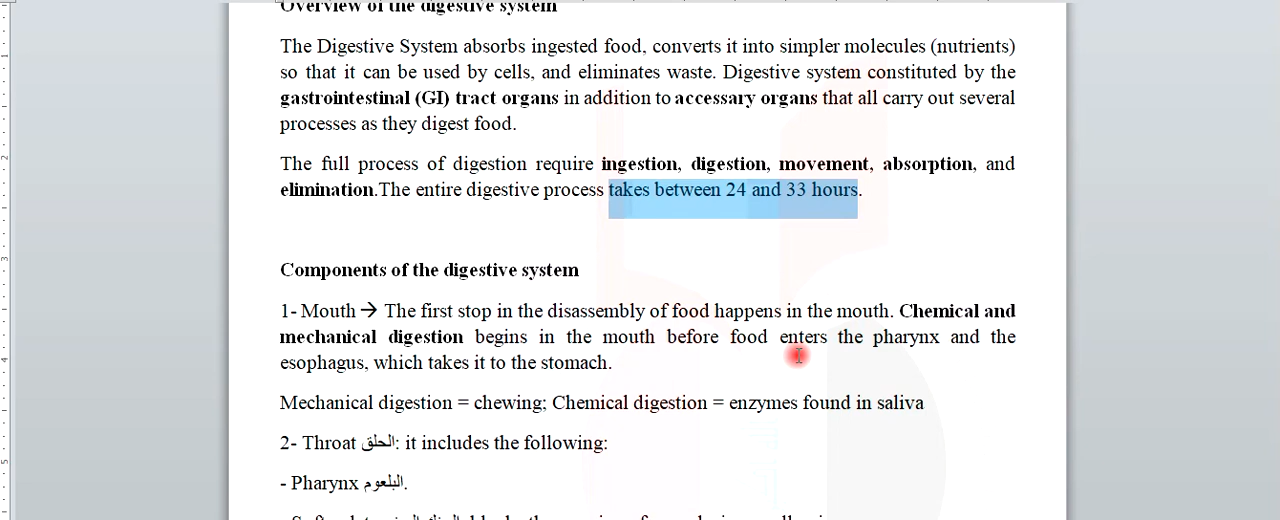 Overview of the digestive system
The Digestive System absorbs ingested food, converts it into simpler molecules (nutrients)
so that it can be used by cells, and eliminates waste. Digestive system constituted by the
gastrointestinal (GI) tract organs in addition to accessary organs that all carry out several
processes as they digest food.
The full process of digestion require ingestion, digestion, movement, absorption, and
elimination.The entire digestive process takes between 24 and 33 hours.
Components of the digestive system
1- Mouth → The first stop in the disassembly of food happens in the mouth. Chemical and
mechanical digestion begins in the mouth before food enters the pharynx and the
esophagus, which takes it to the stomach.
Mechanical digestion = chewing; Chemical digestion = enzymes found in saliva
2- Throat الحلق: it includes the following:
- Pharynx البلعوم.